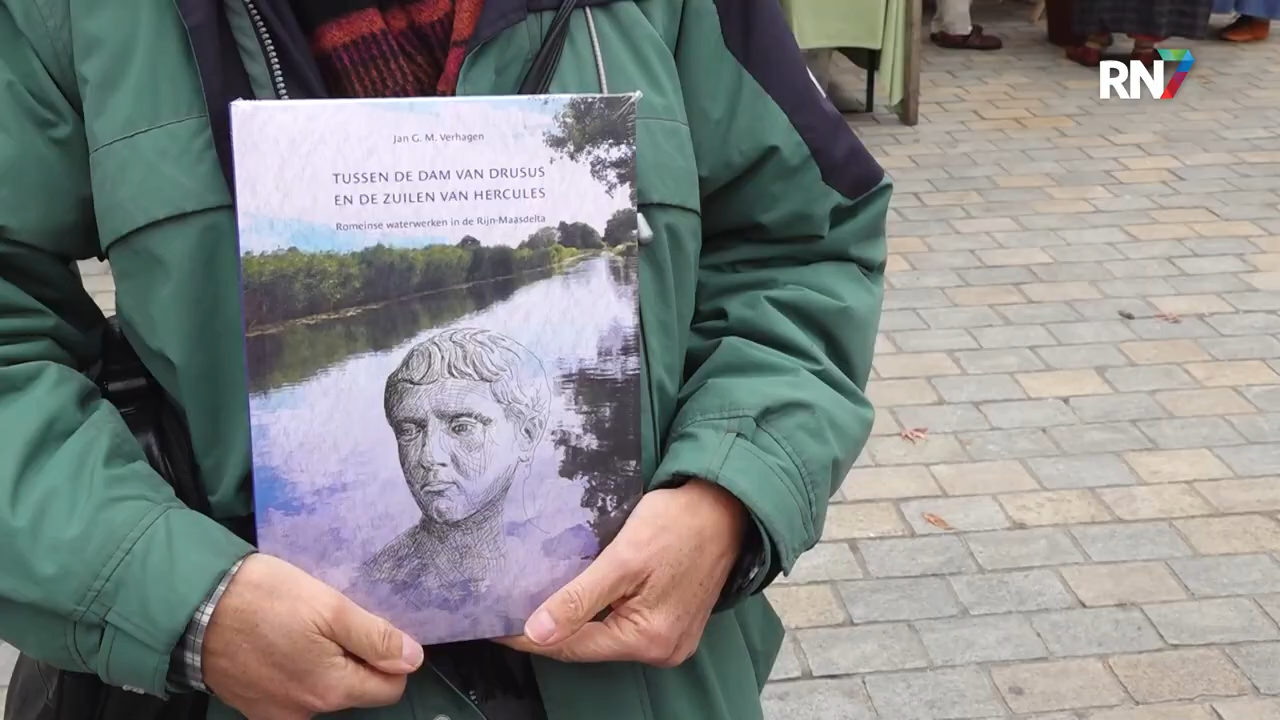 RN7
Jan G. M. Verhagen
TUSSEN DE DAM VAN DRUSUS
EN DE ZUILEN VAN HERCULES
Romeinse waterwerken in de Rijn-Maasdelta